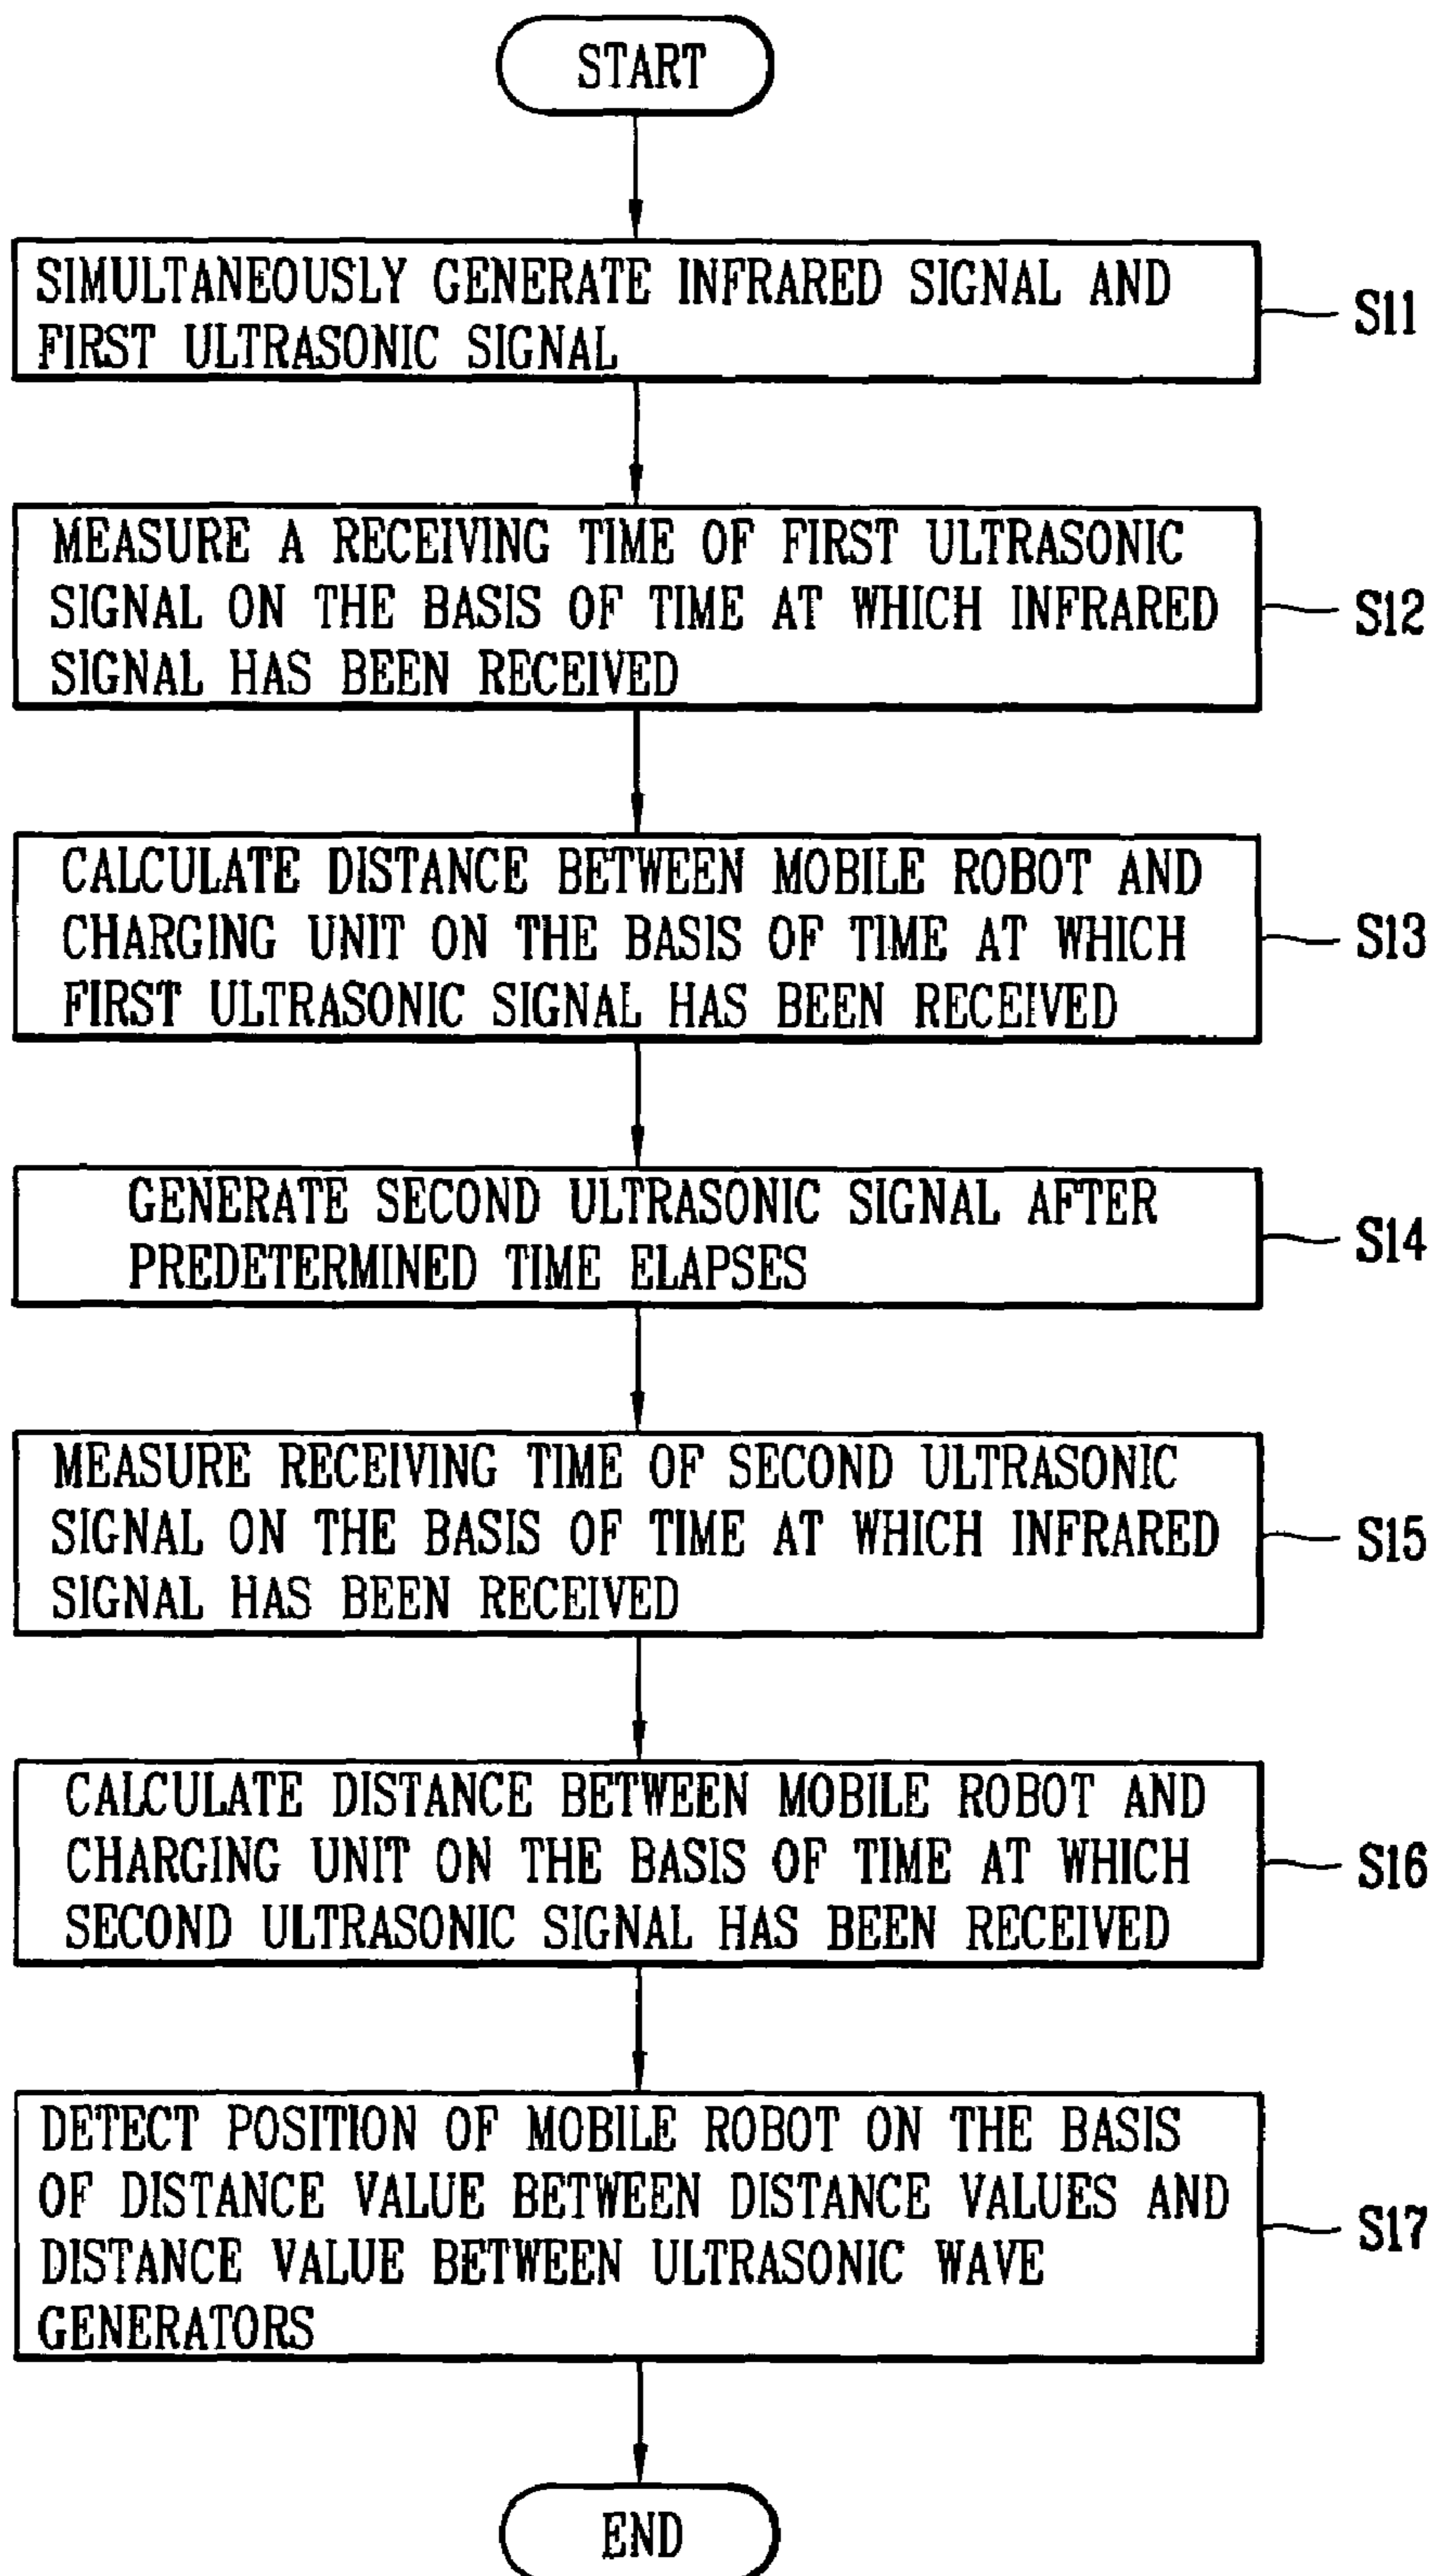 START
SIMULTANEOUSLY GENERATE INFRARED SIGNAL AND
FIRST ULTRASONIC SIGNAL
S11
MEASURE A RECEIVING TIME OF FIRST ULTRASONIC
SIGNAL ON THE BASIS OF TIME AT WHICH INFRARED
SIGNAL HAS BEEN RECEIVED
S12
CALCULATE DISTANCE BETWEEN MOBILE ROBOT AND
CHARGING UNIT ON THE BASIS OF TIME AT WHICH
FIRST ULTRASONIC SIGNAL HAS BEEN RECEIVED
S13
GENERATE SECOND ULTRASONIC SIGNAL AFTER
PREDETERMINED TIME ELAPSES
S14
MEASURE RECEIVING TIME OF SECOND ULTRASONIC
SIGNAL ON THE BASIS OF TIME AT WHICH INFRARED
SIGNAL HAS BEEN RECEIVED
S15
CALCULATE DISTANCE BETWEEN MOBILE ROBOT AND
CHARGING UNIT ON THE BASIS OF TIME AT WHICH
SECOND ULTRASONIC SIGNAL HAS BEEN RECEIVED
S16
DETECT POSITION OF MOBILE ROBOT ON THE BASIS
OF DISTANCE VALUE BETWEEN DISTANCE VALUES AND
DISTANCE VALUE BETWEEN ULTRASONIC WAVE
GENERATORS
S17
END